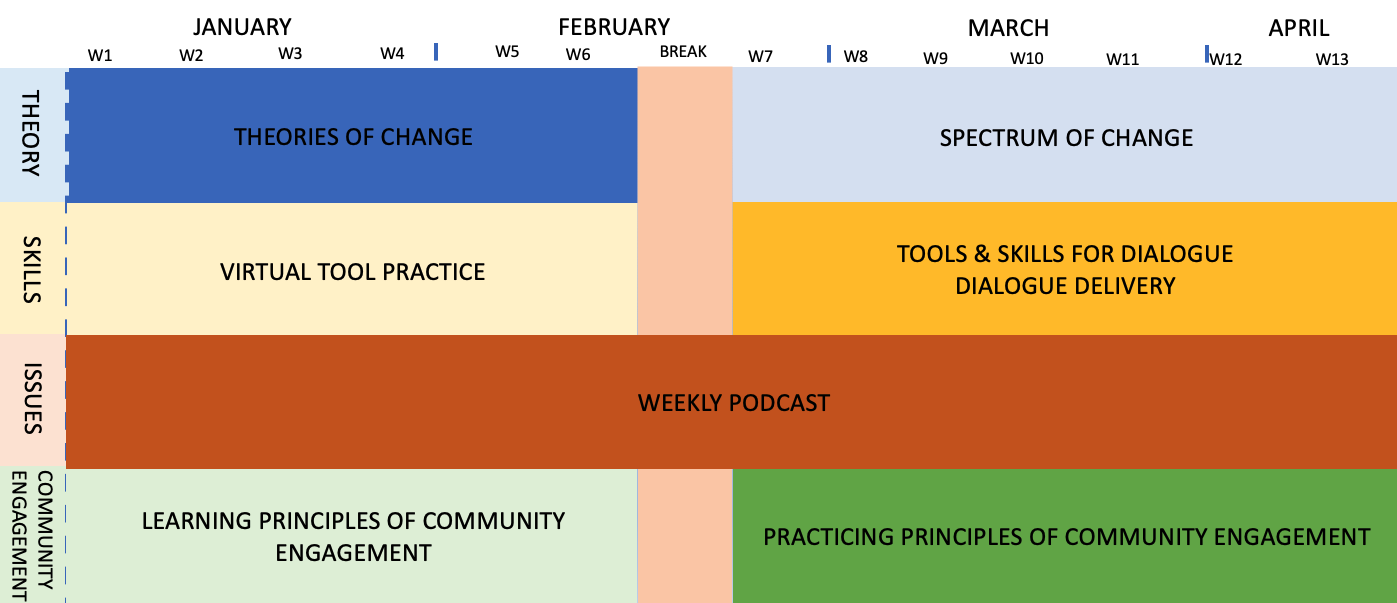 JANUARY FEBRUARY MARCH APRIL
W1 W2 W3 W4 W5 W6 BREAK W7 W8 W9 W10 W11 W12 W13
THEORY
THEORIES OF CHANGE
SPECTRUM OF CHANGE
SKILLS
VIRTUAL TOOL PRACTICE
TOOLS & SKILLS FOR DIALOGUE
DIALOGUE DELIVERY
ISSUES
WEEKLY PODCAST
COMMUNITY
ENGAGEMENT
LEARNING PRINCIPLES OF COMMUNITY
ENGAGEMENT
PRACTICING PRINCIPLES OF COMMUNITY ENGAGEMENT